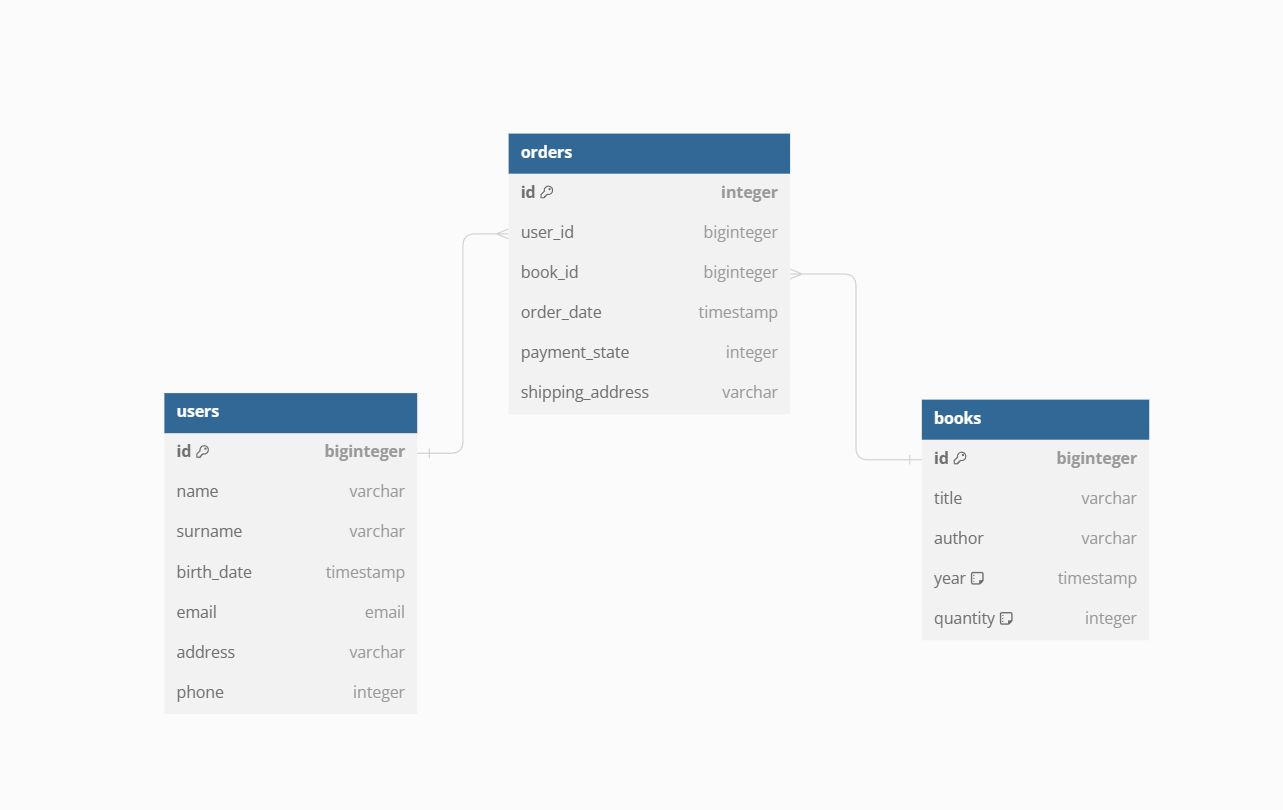 orders
id integer
user_id biginteger
book_id biginteger
order_date timestamp
payment_state integer
shipping_address varchar
users
id biginteger
name varchar
surname varchar
birth_date timestamp
email email
address varchar
phone integer
books
id biginteger
title varchar
author varchar
year timestamp
quantity integer